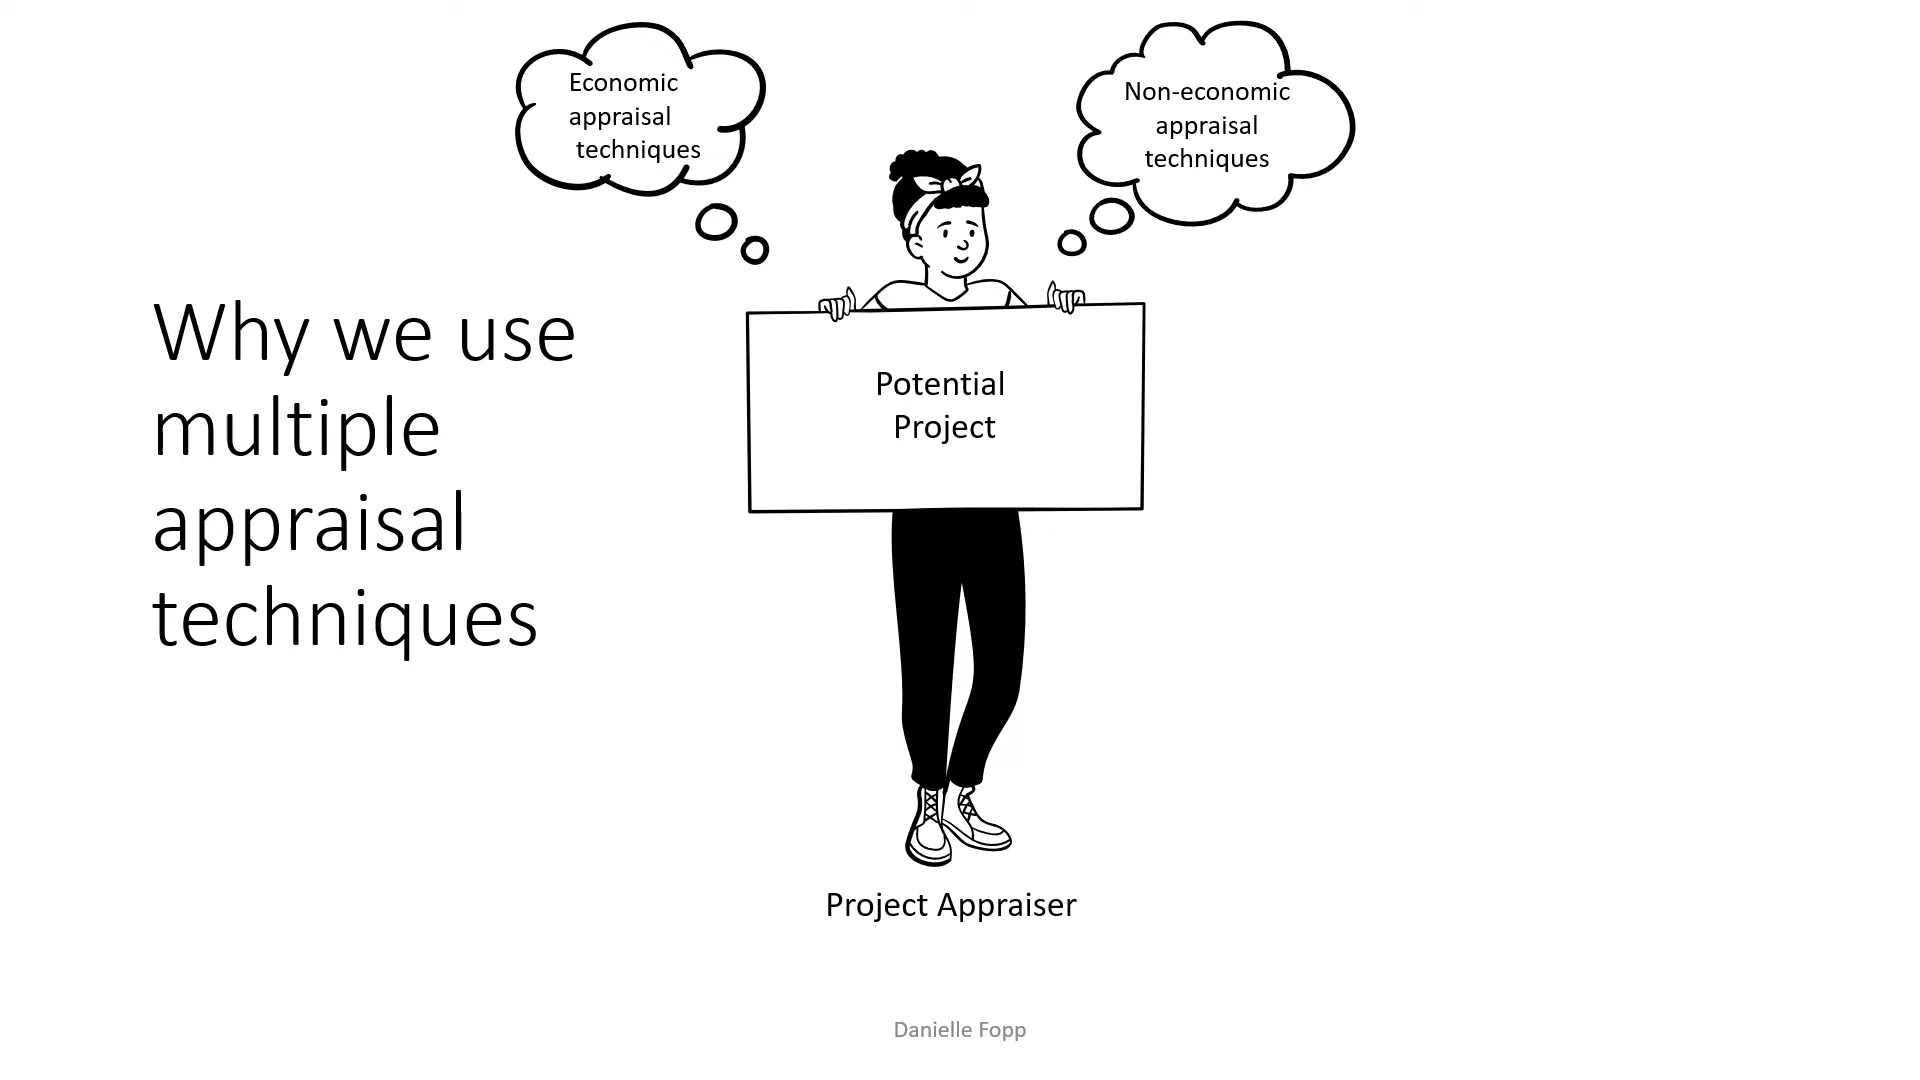 Why we use
multiple
appraisal
techniques
Economic
appraisal
techniques
Non-economic
appraisal
techniques
Potential
Project
Project Appraiser
Danielle Fopp